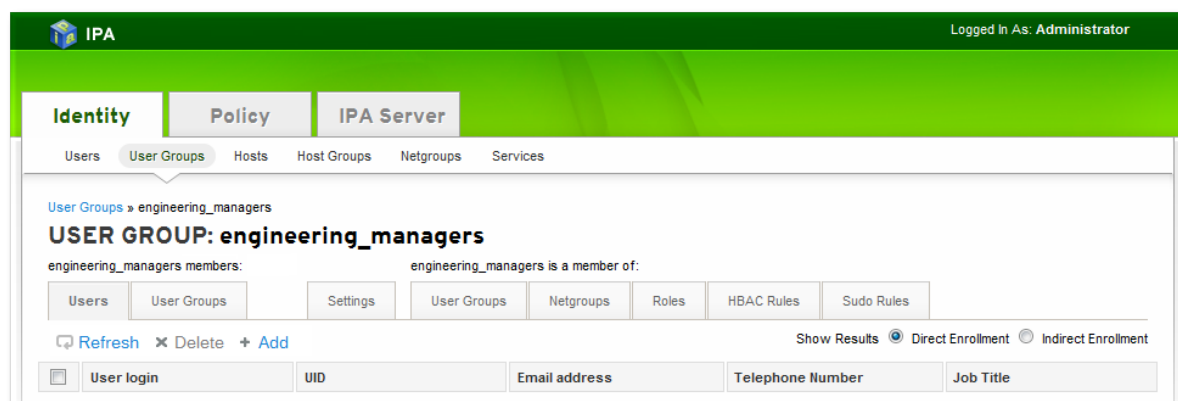 IPA Logged In As: Administrator
Identity Policy IPA Server
Users User Groups Hosts Host Groups Netgroups Services
User Groups » engineering_managers
USER GROUP: engineering_managers
engineering_managers members: engineering_managers is a member of:
Users User Groups Settings User Groups Netgroups Roles HBAC Rules Sudo Rules
Refresh Delete Add Show Results Direct Enrollment Indirect Enrollment
User login UID Email address Telephone Number Job Title